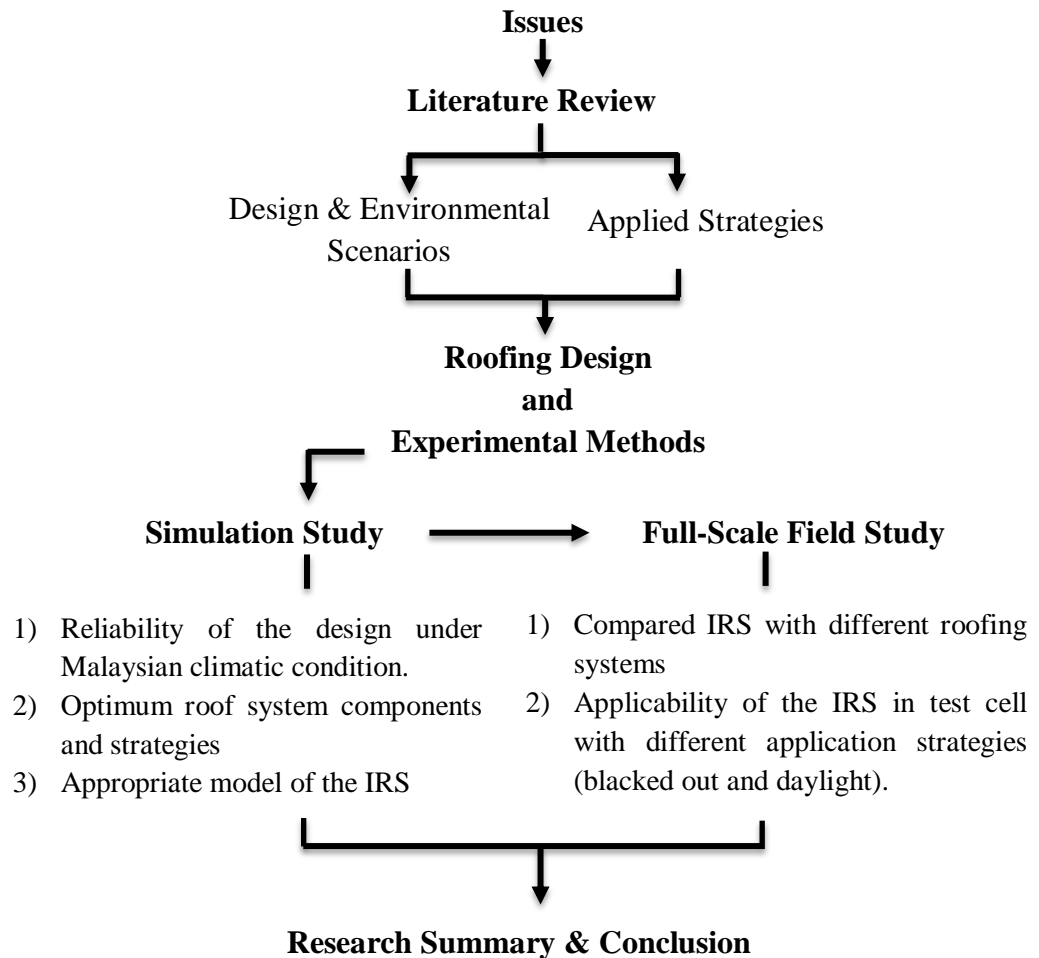 Issues
Literature Review
Design & Environmental
Scenarios
Applied Strategies
Roofing Design
and
Experimental Methods
Simulation Study
Full-Scale Field Study
1) Reliability of the design under
Malaysian climatic condition.
2) Optimum roof system components
and strategies
3) Appropriate model of the IRS
1) Compared IRS with different roofing
systems
2) Applicability of the IRS in test cell
with different application strategies
(blacked out and daylight).
Research Summary & Conclusion